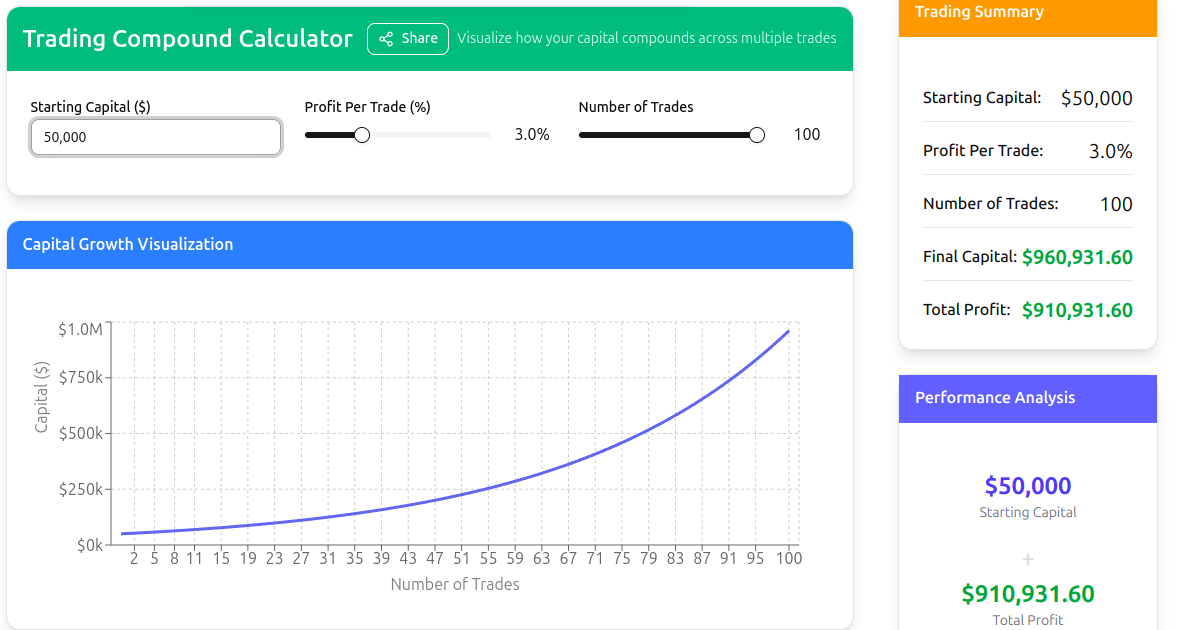 Trading Compound Calculator
Share
Visualize how your capital compounds across multiple trades
Starting Capital ($)
50,000
Profit Per Trade (%)
3.0%
Number of Trades
100
Capital Growth Visualization
$1.0M
$750k
$500k
$250k
$0k
Capital ($)
2 5 8 11 15 19 23 27 31 35 39 43 47 51 55 59 63 67 71 75 79 83 87 91 95 100
Number of Trades
Trading Summary
Starting Capital: $50,000
Profit Per Trade: 3.0%
Number of Trades: 100
Final Capital: $960,931.60
Total Profit: $910,931.60
Performance Analysis
$50,000
Starting Capital
+
$910,931.60
Total Profit